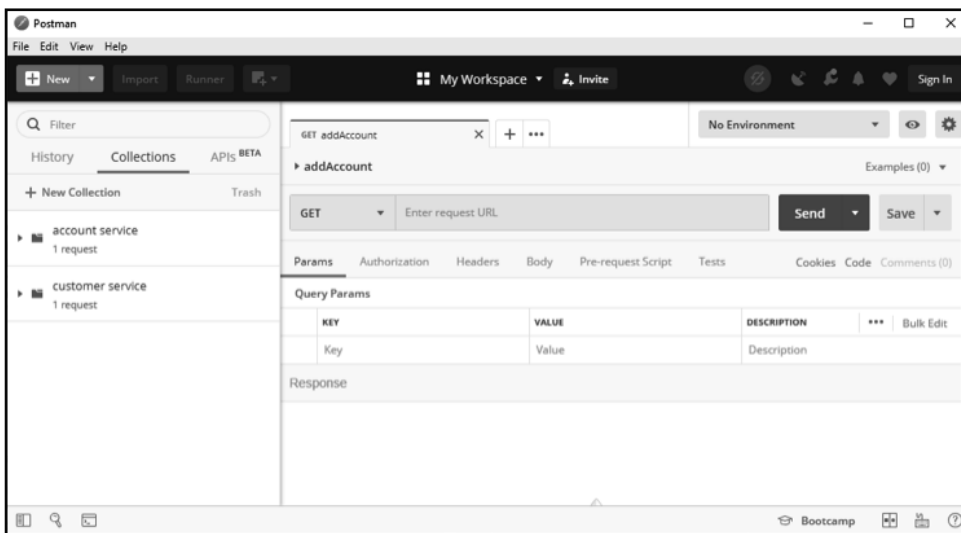 Postman
File Edit View Help
New Import Runner My Workspace Invite Sign In
Filter
History Collections APIs BETA
+ New Collection Trash
account service
1 request
customer service
1 request
GET addAccount No Environment
addAccount Examples (0)
GET Enter request URL Send Save
Params Authorization Headers Body Pre-request Script Tests Cookies Code Comments (0)
Query Params
KEY VALUE DESCRIPTION Bulk Edit
Key Value Description
Response
Bootcamp